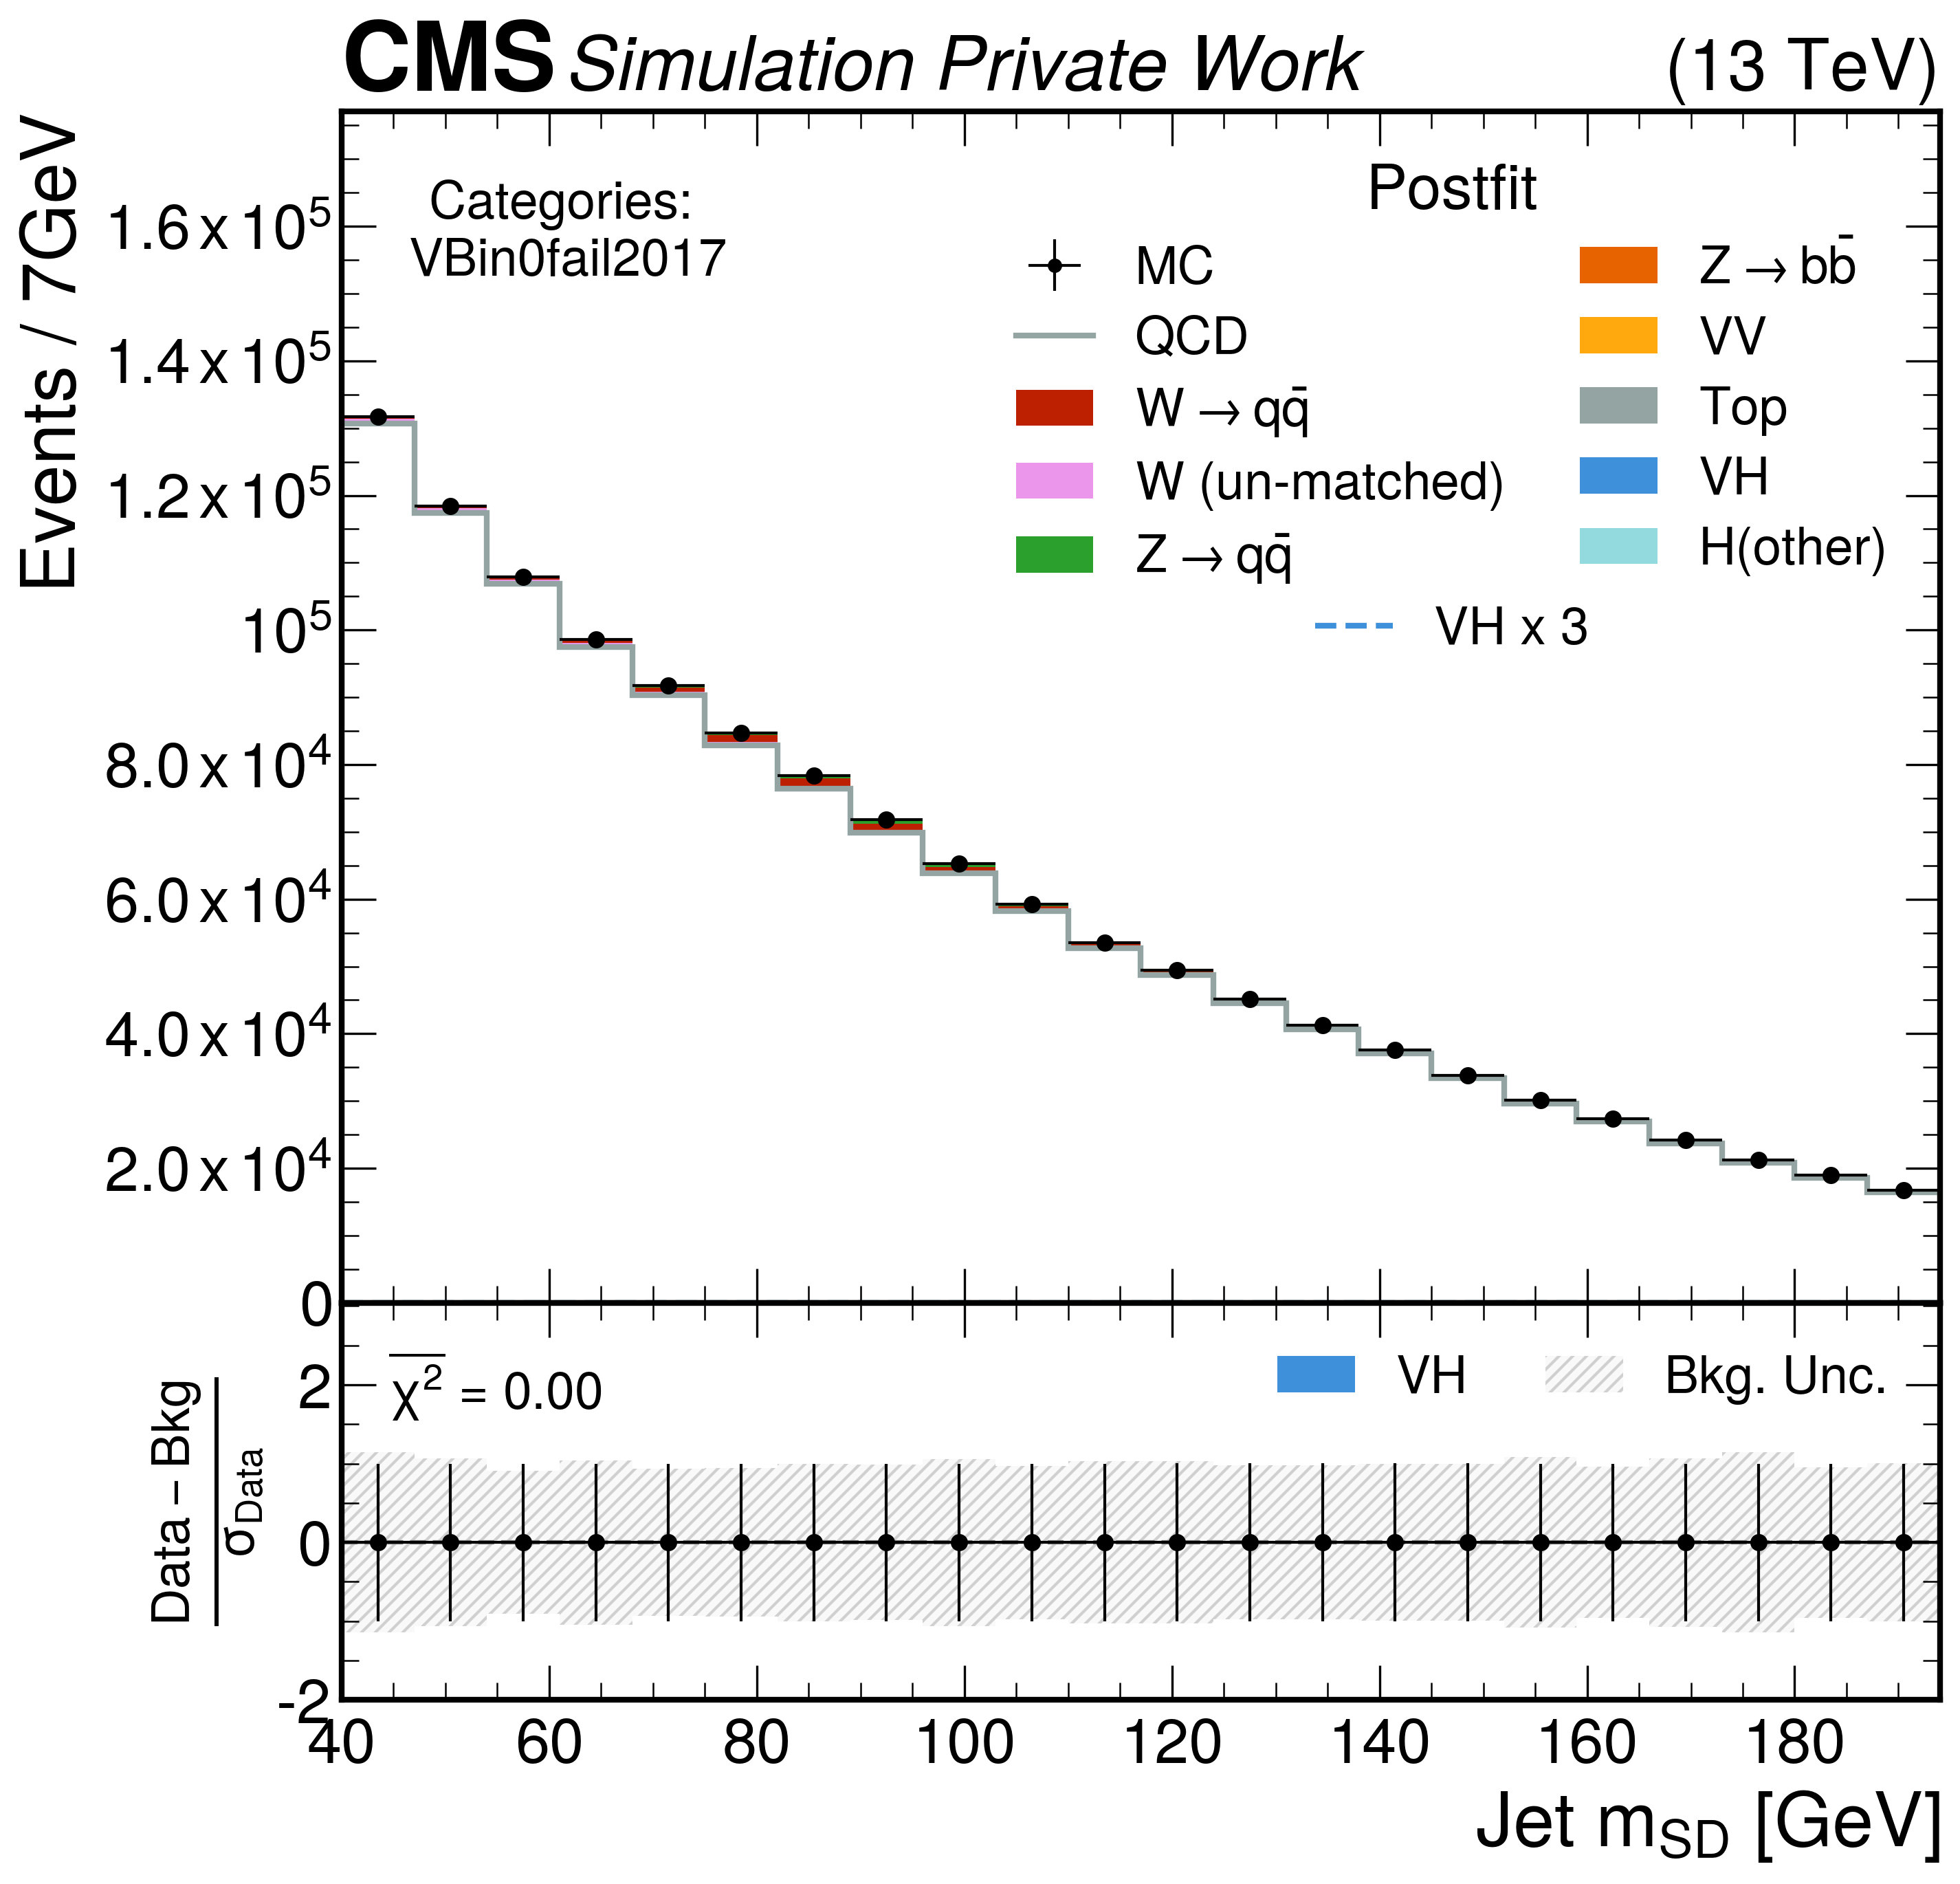 CMS Simulation Private Work (13 TeV)
Events / 7GeV
Categories:
VBin0fail2017
Postfit
MC
QCD
W → qq̄
W (un-matched)
Z → qq̄
Z → bb̄
VV
Top
VH
H(other)
VH x 3
1.6 x 10⁵
1.4 x 10⁵
1.2 x 10⁵
10⁵
8.0 x 10⁴
6.0 x 10⁴
4.0 x 10⁴
2.0 x 10⁴
0
Data – Bkg
σ_Data
χ̅²̅ = 0.00
VH
Bkg. Unc.
2
0
-2
40 60 80 100 120 140 160 180
Jet m_SD [GeV]